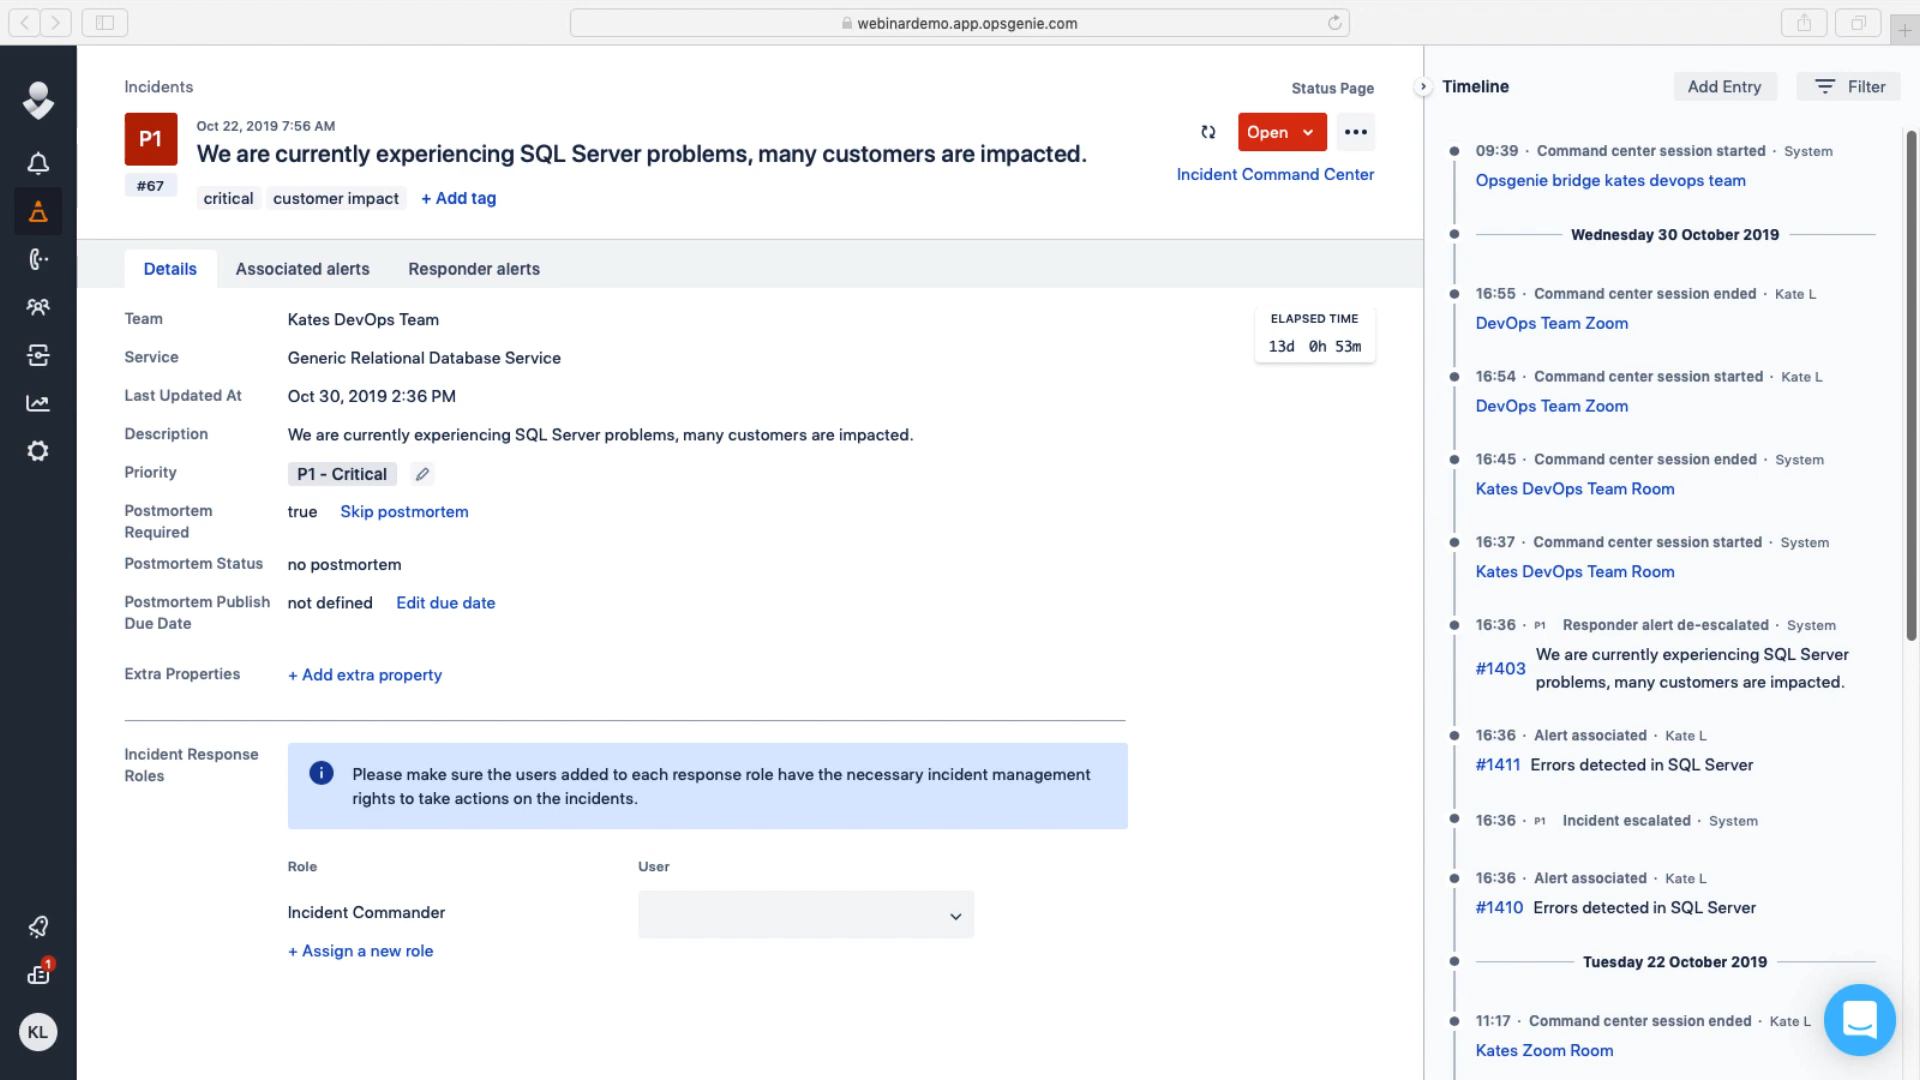 webinardemo.app.opsgenie.com
Incidents
Status Page
P1
Oct 22, 2019 7:56 AM
We are currently experiencing SQL Server problems, many customers are impacted.
Open
#67
critical
customer impact
+ Add tag
Incident Command Center
Details
Associated alerts
Responder alerts
Team
Kates DevOps Team
Service
Generic Relational Database Service
Last Updated At
Oct 30, 2019 2:36 PM
Description
We are currently experiencing SQL Server problems, many customers are impacted.
Priority
P1 - Critical
Postmortem
Required
true
Skip postmortem
Postmortem Status
no postmortem
Postmortem Publish
Due Date
not defined
Edit due date
Extra Properties
+ Add extra property
ELAPSED TIME
13d 0h 53m
Incident Response
Roles
Please make sure the users added to each response role have the necessary incident management
rights to take actions on the incidents.
Role
User
Incident Commander
+ Assign a new role
1
KL
Timeline
Add Entry
Filter
09:39 · Command center session started · System
Opsgenie bridge kates devops team
Wednesday 30 October 2019
16:55 · Command center session ended · Kate L
DevOps Team Zoom
16:54 · Command center session started · Kate L
DevOps Team Zoom
16:45 · Command center session ended · System
Kates DevOps Team Room
16:37 · Command center session started · System
Kates DevOps Team Room
16:36 · P1 Responder alert de-escalated · System
#1403
We are currently experiencing SQL Server
problems, many customers are impacted.
16:36 · Alert associated · Kate L
#1411 Errors detected in SQL Server
16:36 · P1 Incident escalated · System
16:36 · Alert associated · Kate L
#1410 Errors detected in SQL Server
Tuesday 22 October 2019
11:17 · Command center session ended · Kate L
Kates Zoom Room